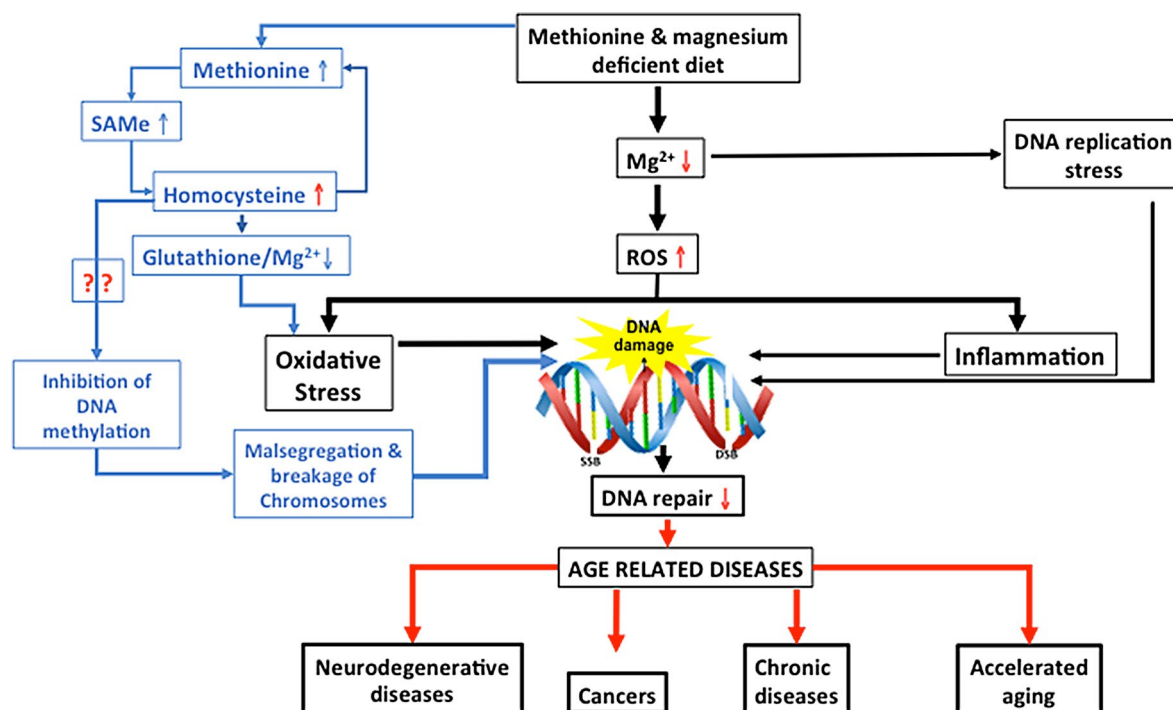 Methionine & magnesium
deficient diet
Methionine ↑
SAMe ↑
Homocysteine ↑
Glutathione/Mg²⁺↓
? ?
Mg²⁺ ↓
DNA replication
stress
ROS ↑
Oxidative
Stress
DNA
damage
Inflammation
SSB
DSB
Inhibition of
DNA
methylation
Malsegregation &
breakage of
Chromosomes
DNA repair ↓
AGE RELATED DISEASES
Neurodegenerative
diseases
Cancers
Chronic
diseases
Accelerated
aging